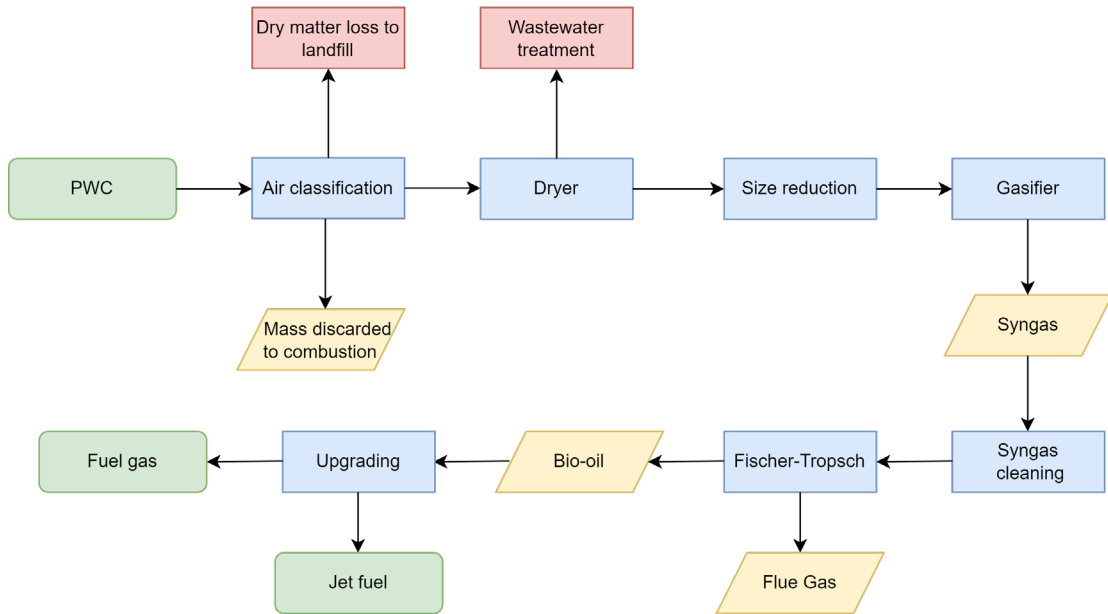 Dry matter loss to
landfill
Wastewater
treatment
PWC
Air classification
Dryer
Size reduction
Gasifier
Mass discarded
to combustion
Syngas
Fuel gas
Upgrading
Bio-oil
Fischer-Tropsch
Syngas
cleaning
Jet fuel
Flue Gas